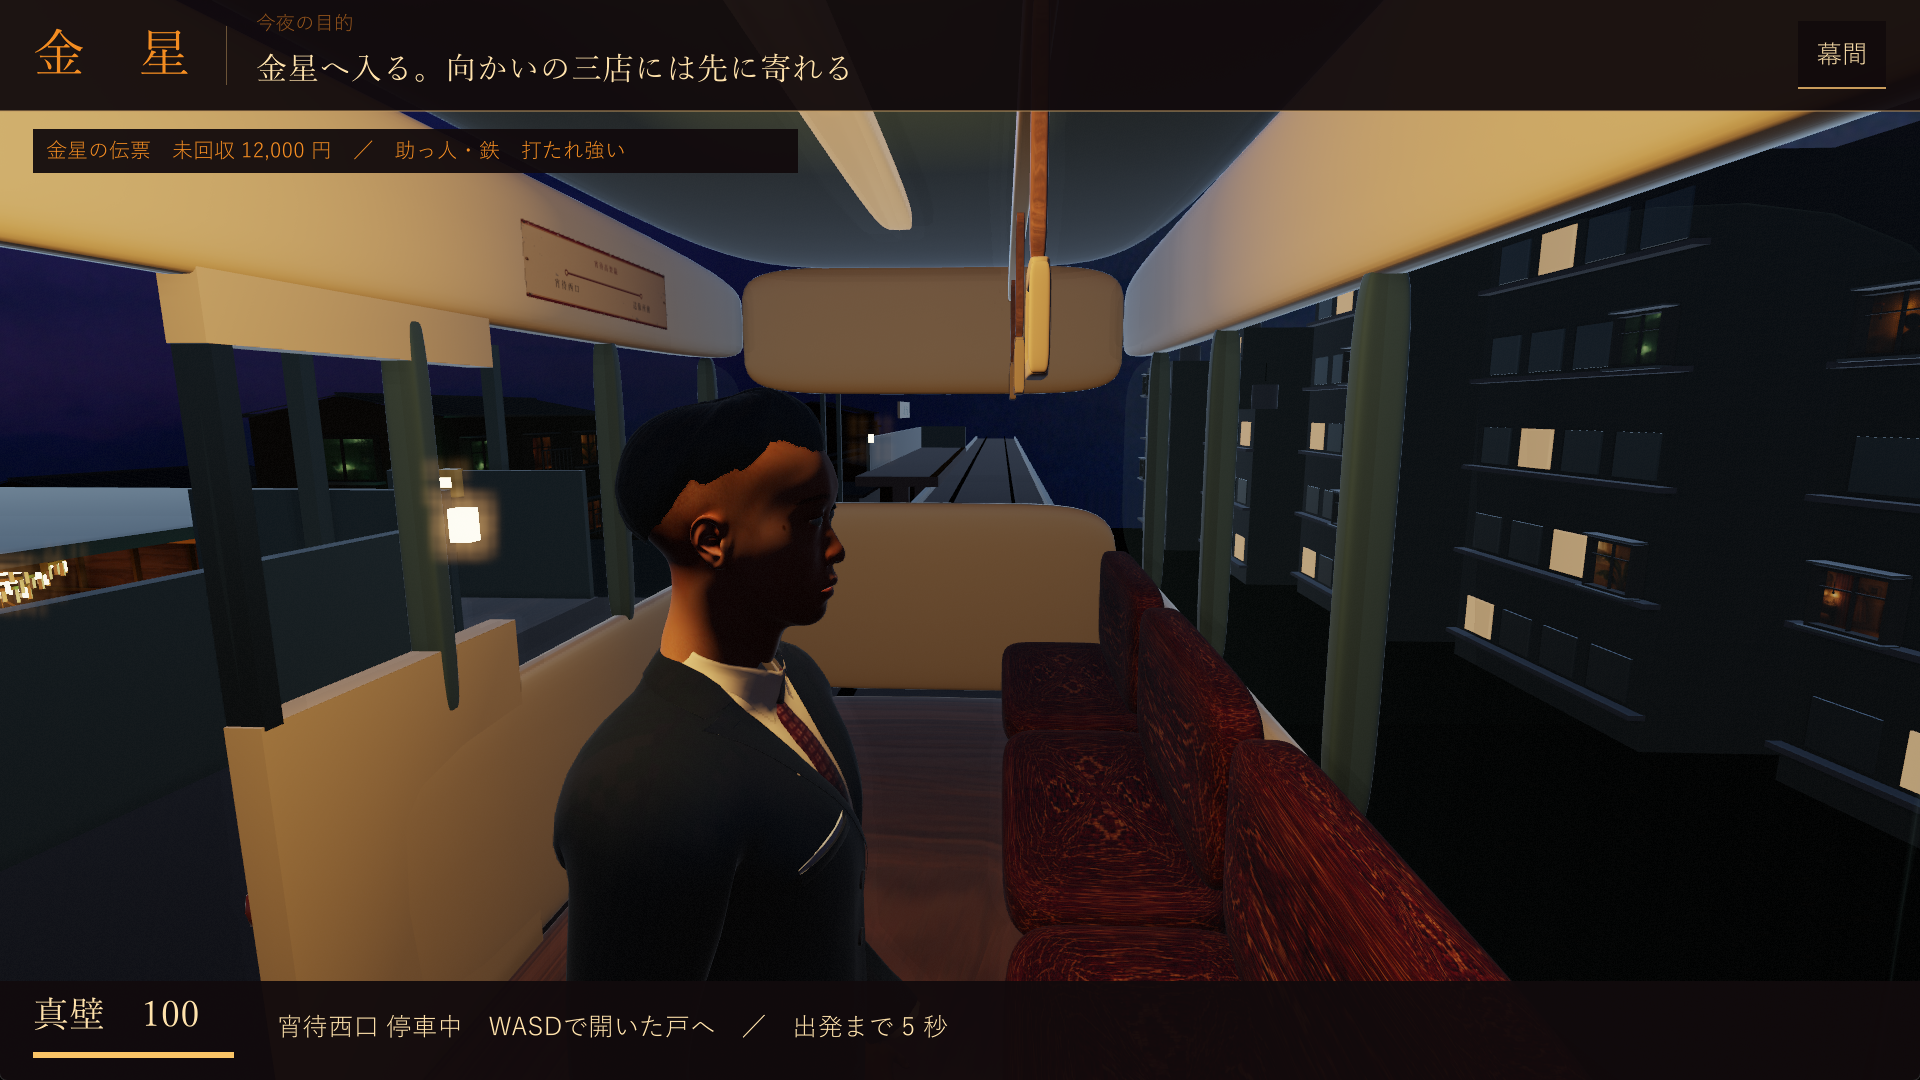 金星
今夜の目的
金星へ入る。向かいの三店には先に寄れる
幕間
金星の伝票 未回収 12,000 円 ／ 助っ人・鉄 打たれ強い
真壁 100
宵待西口 停車中 WASDで開いた戸へ ／ 出発まで 5 秒